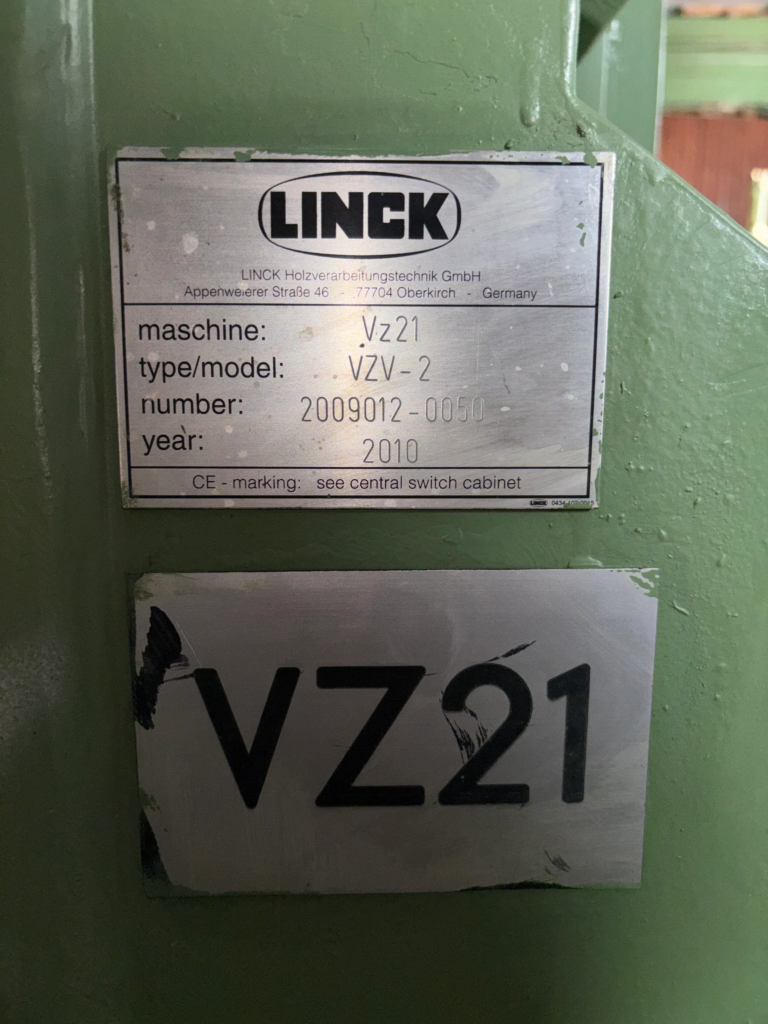 LINCK
LINCK Holzverarbeitungstechnik GmbH
Appenweierer Straße 46 - 77704 Oberkirch - Germany
maschine: Vz21
type/model: VZV-2
number: 2009012-0050
year: 2010
CE - marking: see central switch cabinet
LINCK
VZ21